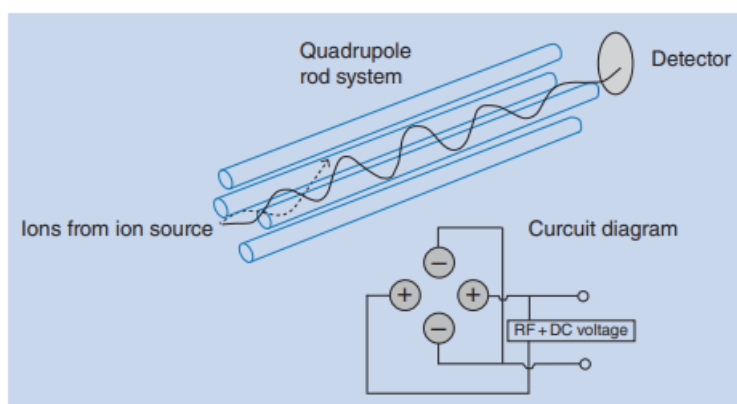 Quadrupole
rod system
Detector
Ions from ion source
Curcuit diagram
−
+ +
−
RF + DC voltage